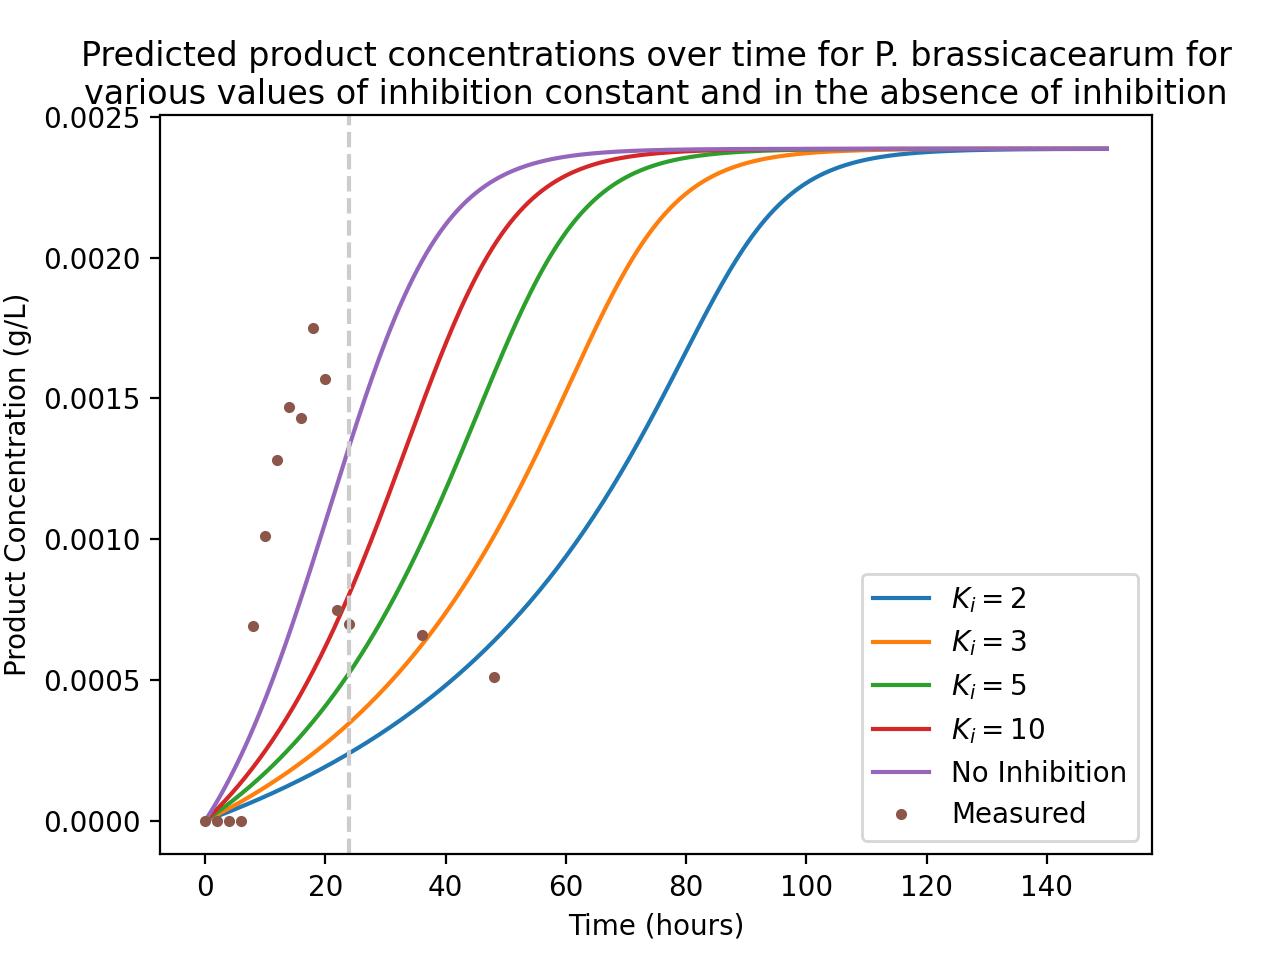 Predicted product concentrations over time for P. brassicacearum for
various values of inhibition constant and in the absence of inhibition
Product Concentration (g/L)
0.0025
0.0020
0.0015
0.0010
0.0005
0.0000
K_i = 2
K_i = 3
K_i = 5
K_i = 10
No Inhibition
Measured
0 20 40 60 80 100 120 140
Time (hours)